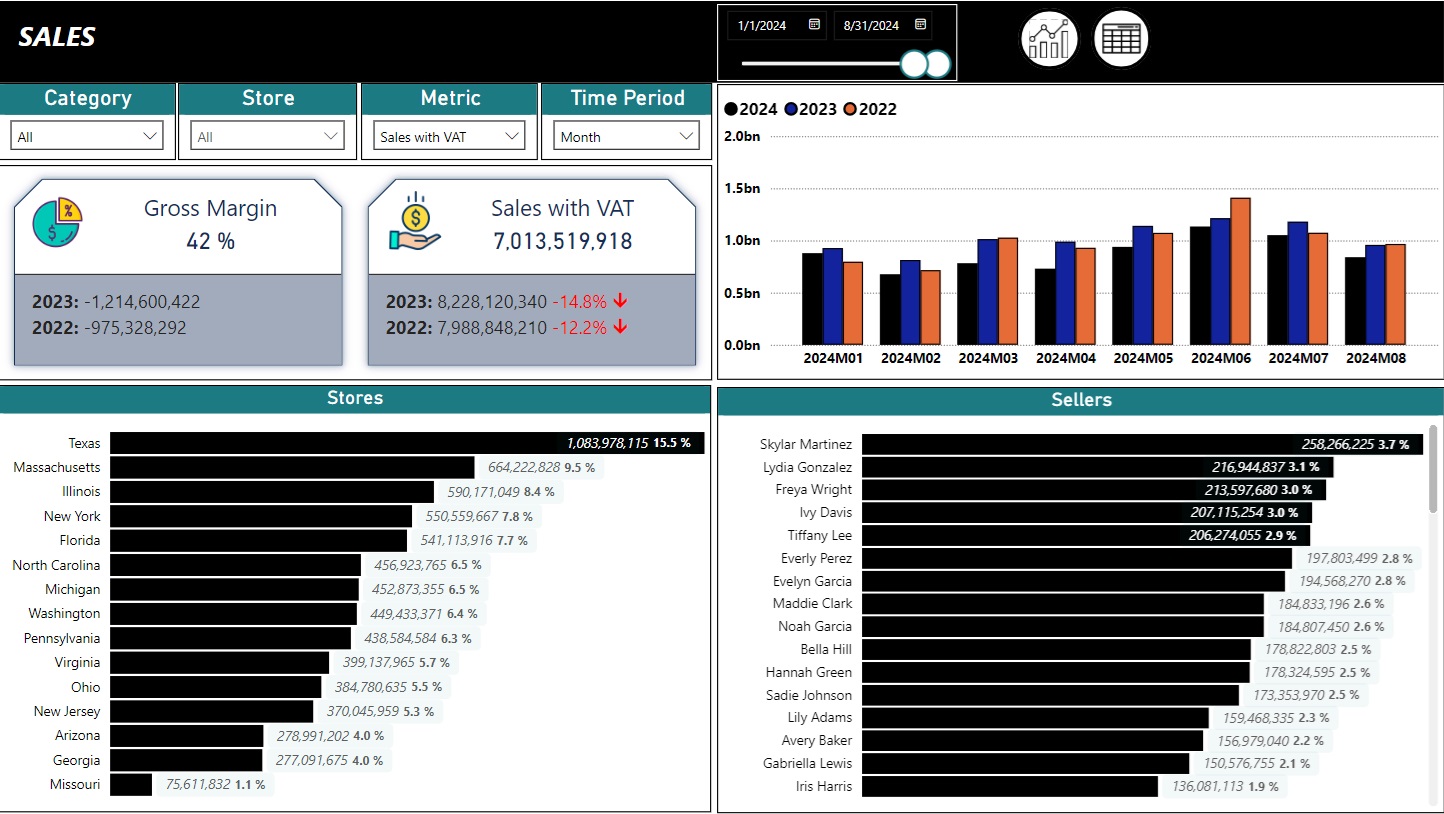 SALES
1/1/2024 8/31/2024
Category Store Metric Time Period
All All Sales with VAT Month
Gross Margin
42 %
2023: -1,214,600,422
2022: -975,328,292
Sales with VAT
7,013,519,918
2023: 8,228,120,340 -14.8%
2022: 7,988,848,210 -12.2%
2024 2023 2022
2.0bn
1.5bn
1.0bn
0.5bn
0.0bn
2024M01 2024M02 2024M03 2024M04 2024M05 2024M06 2024M07 2024M08
Stores
Texas 1,083,978,115 15.5 %
Massachusetts 664,222,828 9.5 %
Illinois 590,171,049 8.4 %
New York 550,559,667 7.8 %
Florida 541,113,916 7.7 %
North Carolina 456,923,765 6.5 %
Michigan 452,873,355 6.5 %
Washington 449,433,371 6.4 %
Pennsylvania 438,584,584 6.3 %
Virginia 399,137,965 5.7 %
Ohio 384,780,635 5.5 %
New Jersey 370,045,959 5.3 %
Arizona 278,991,202 4.0 %
Georgia 277,091,675 4.0 %
Missouri 75,611,832 1.1 %
Sellers
Skylar Martinez 258,266,225 3.7 %
Lydia Gonzalez 216,944,837 3.1 %
Freya Wright 213,597,680 3.0 %
Ivy Davis 207,115,254 3.0 %
Tiffany Lee 206,274,055 2.9 %
Everly Perez 197,803,499 2.8 %
Evelyn Garcia 194,568,270 2.8 %
Maddie Clark 184,833,196 2.6 %
Noah Garcia 184,807,450 2.6 %
Bella Hill 178,822,803 2.5 %
Hannah Green 178,324,595 2.5 %
Sadie Johnson 173,353,970 2.5 %
Lily Adams 159,468,335 2.3 %
Avery Baker 156,979,040 2.2 %
Gabriella Lewis 150,576,755 2.1 %
Iris Harris 136,081,113 1.9 %